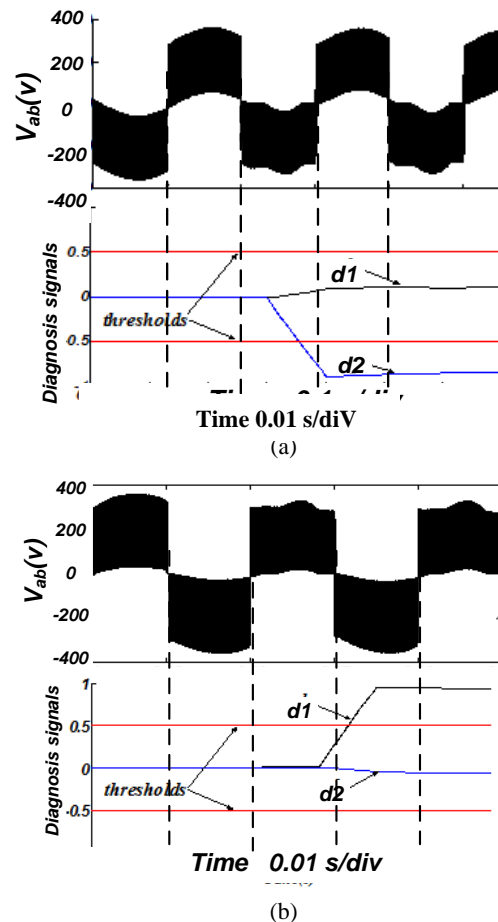 400
200
0
-200
-400
V_ab(v)
0.5
0
-0.5
Diagnosis signals
thresholds
d1
d2
Time 0.01 s/diV
(a)
400
200
0
-200
-400
V_ab(v)
1
0.5
0
-0.5
Diagnosis signals
thresholds
d1
d2
Time 0.01 s/div
(b)